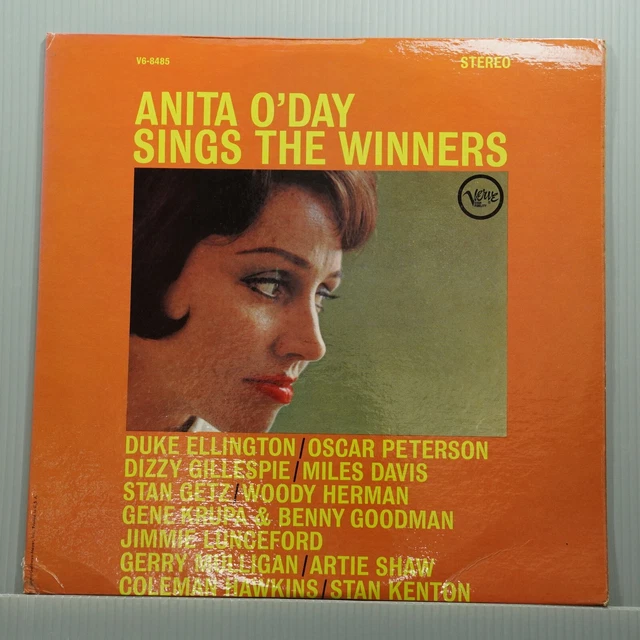 V6-8485
STEREO
ANITA O'DAY
SINGS THE WINNERS
Verve
DUKE ELLINGTON/OSCAR PETERSON
DIZZY GILLESPIE/MILES DAVIS
STAN GETZ/WOODY HERMAN
GENE KRUPA & BENNY GOODMAN
JIMMIE LUNCEFORD
GERRY MULLIGAN/ARTIE SHAW
COLEMAN HAWKINS/STAN KENTON